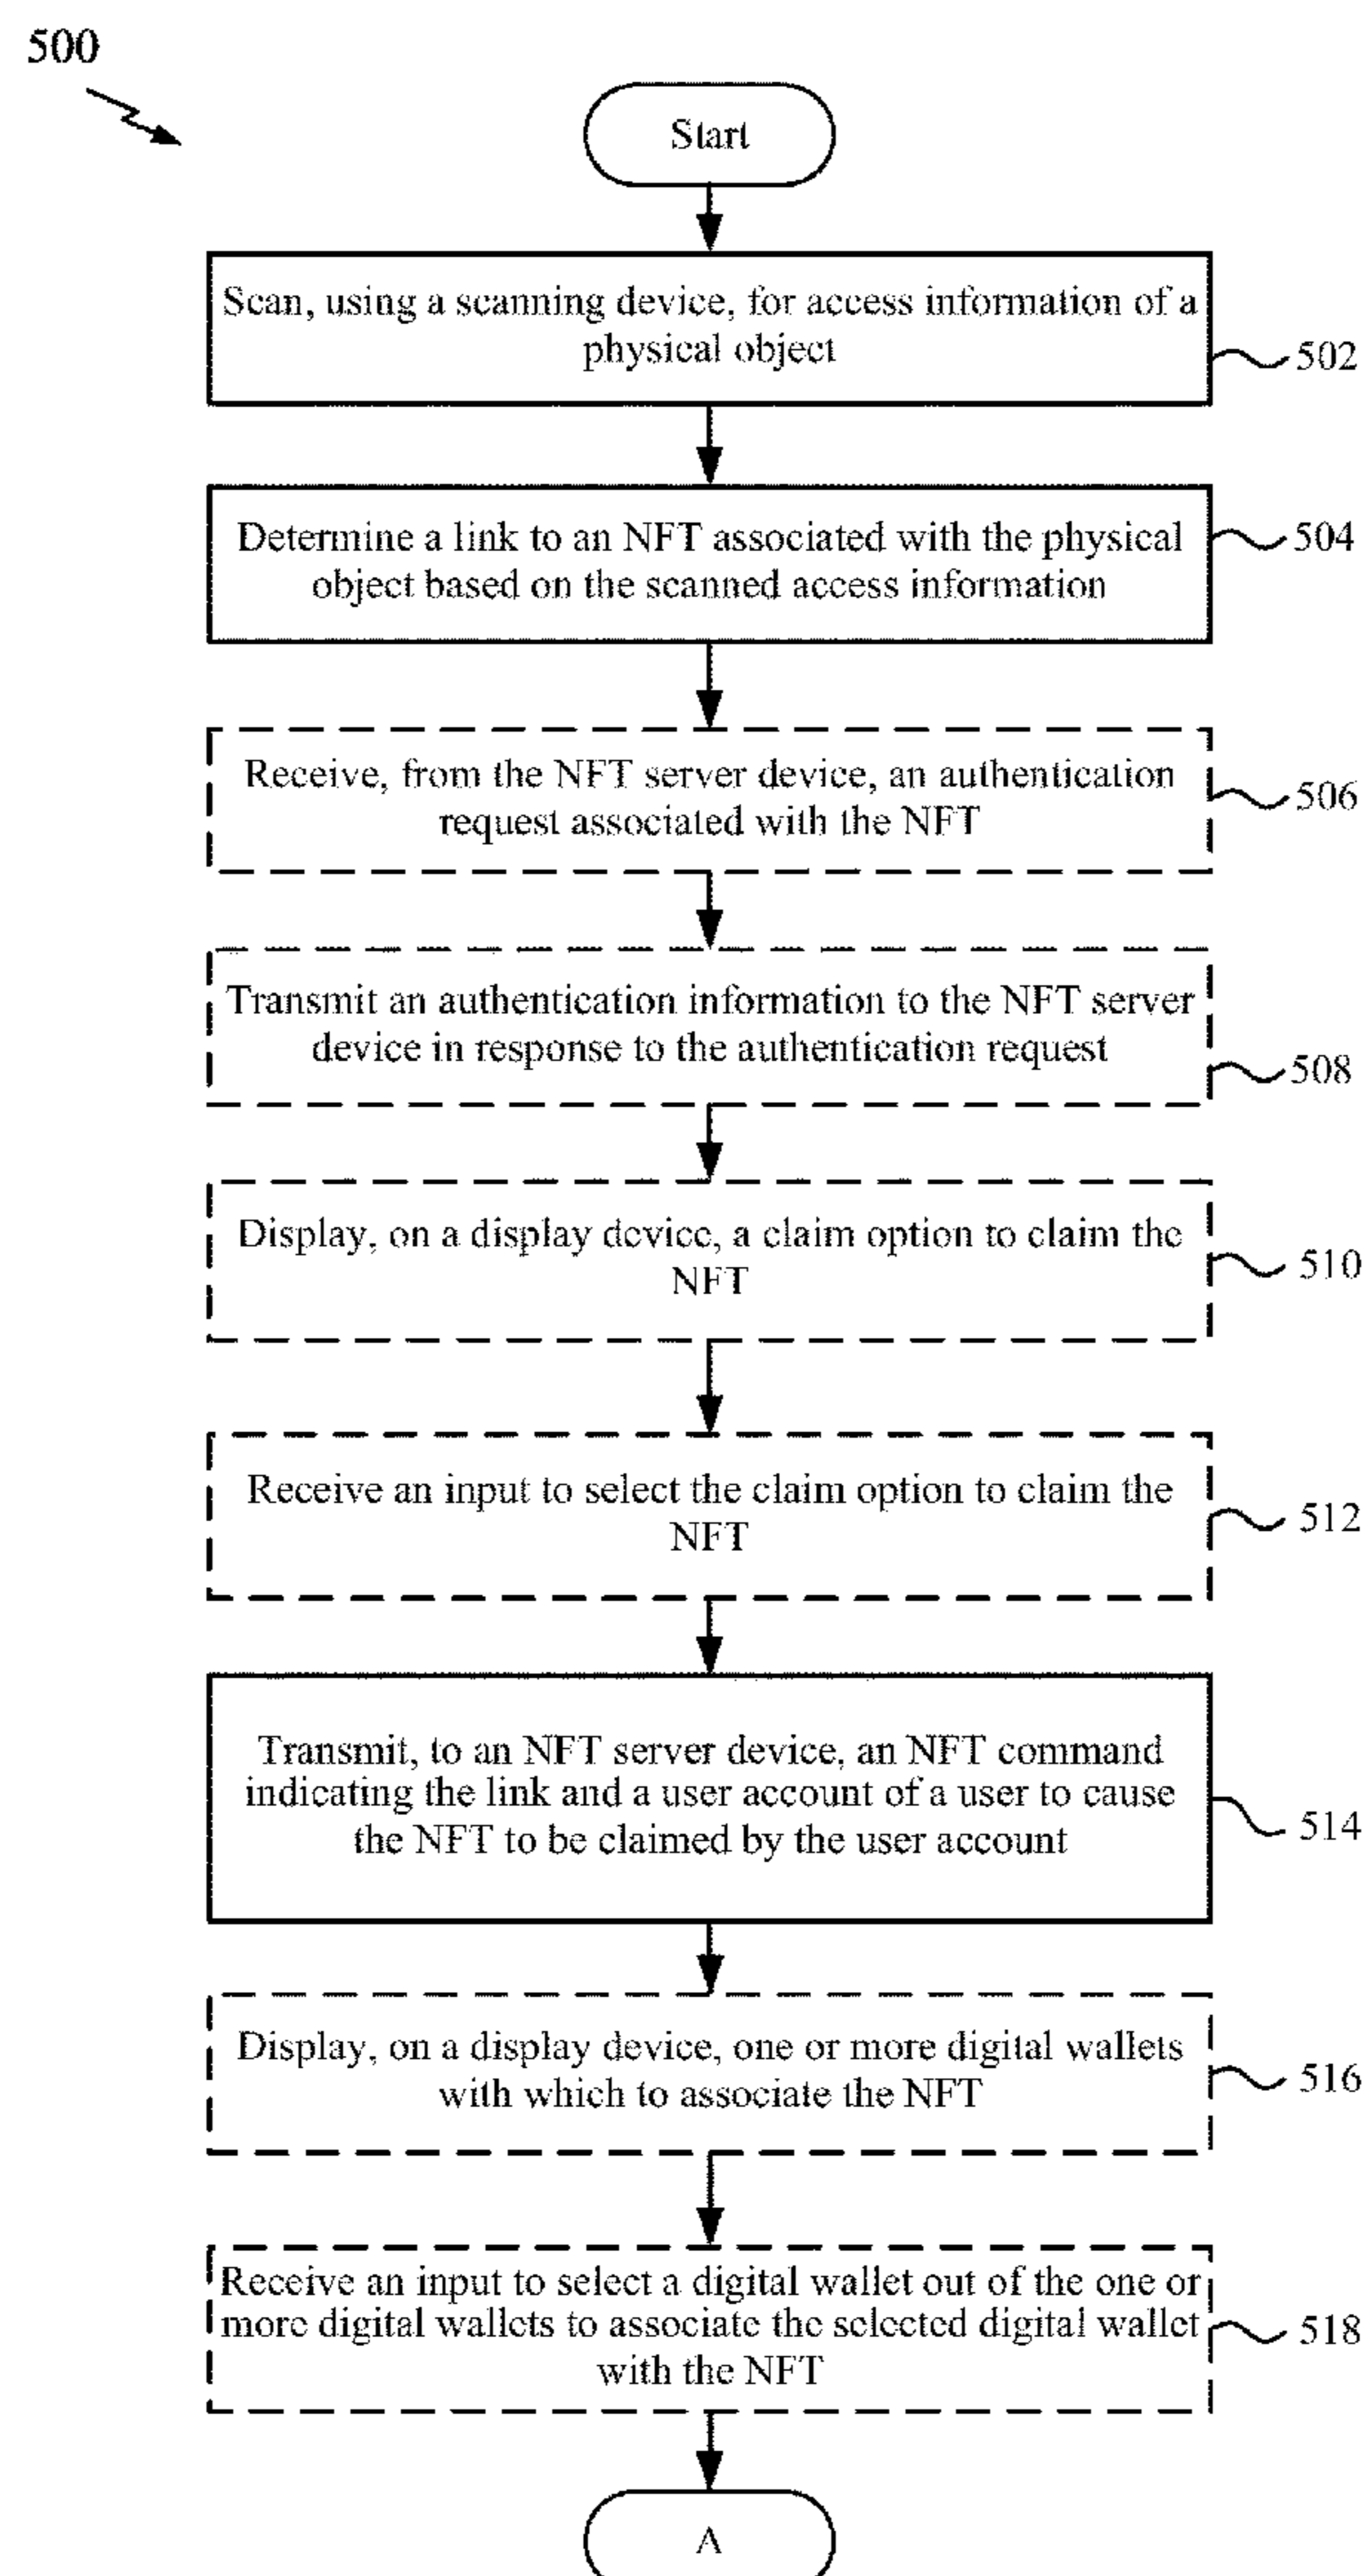 500
Start
Scan, using a scanning device, for access information of a
physical object
502
Determine a link to an NFT associated with the physical
object based on the scanned access information
504
Receive, from the NFT server device, an authentication
request associated with the NFT
506
Transmit an authentication information to the NFT server
device in response to the authentication request
508
Display, on a display device, a claim option to claim the
NFT
510
Receive an input to select the claim option to claim the
NFT
512
Transmit, to an NFT server device, an NFT command
indicating the link and a user account of a user to cause
the NFT to be claimed by the user account
514
Display, on a display device, one or more digital wallets
with which to associate the NFT
516
Receive an input to select a digital wallet out of the one or
more digital wallets to associate the selected digital wallet
with the NFT
518
A